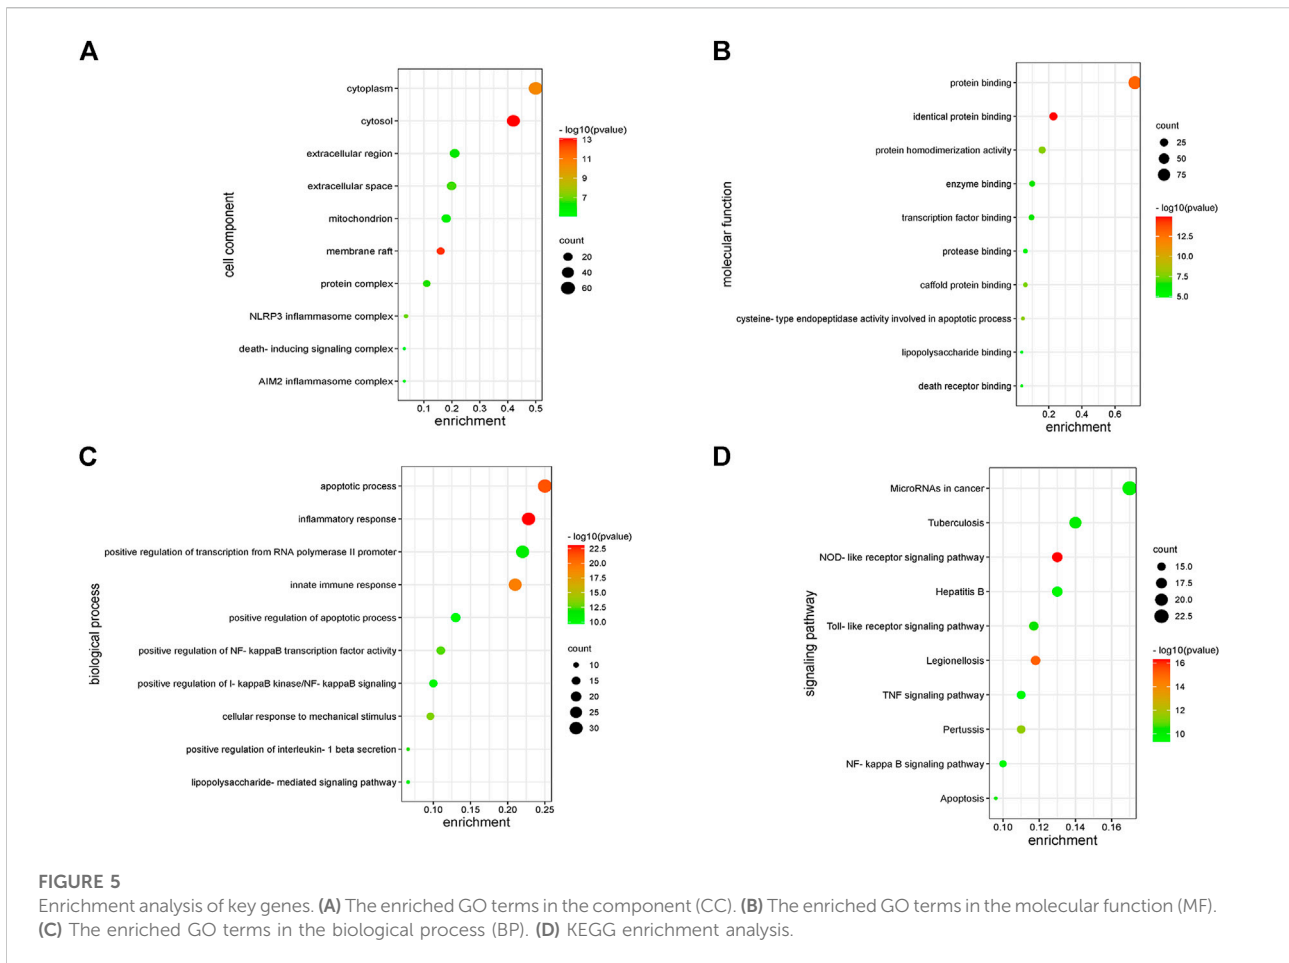 A
cytoplasm
cytosol
extracellular region
extracellular space
mitochondrion
membrane raft
protein complex
NLRP3 inflammasome complex
death- inducing signaling complex
AIM2 inflammasome complex
cell component
0.1 0.2 0.3 0.4 0.5
enrichment
- log10(pvalue)
13
11
9
7
count
20
40
60
B
protein binding
identical protein binding
protein homodimerization activity
enzyme binding
transcription factor binding
protease binding
caffold protein binding
cysteine- type endopeptidase activity involved in apoptotic process
lipopolysaccharide binding
death receptor binding
molecular function
0.2 0.4 0.6
enrichment
count
25
50
75
- log10(pvalue)
12.5
10.0
7.5
5.0
C
apoptotic process
inflammatory response
positive regulation of transcription from RNA polymerase II promoter
innate immune response
positive regulation of apoptotic process
positive regulation of NF- kappaB transcription factor activity
positive regulation of I- kappaB kinase/NF- kappaB signaling
cellular response to mechanical stimulus
positive regulation of interleukin- 1 beta secretion
lipopolysaccharide- mediated signaling pathway
biological process
0.10 0.15 0.20 0.25
enrichment
- log10(pvalue)
22.5
20.0
17.5
15.0
12.5
10.0
count
10
15
20
25
30
D
MicroRNAs in cancer
Tuberculosis
NOD- like receptor signaling pathway
Hepatitis B
Toll- like receptor signaling pathway
Legionellosis
TNF signaling pathway
Pertussis
NF- kappa B signaling pathway
Apoptosis
signaling pathway
0.10 0.12 0.14 0.16
enrichment
count
15.0
17.5
20.0
22.5
- log10(pvalue)
16
14
12
10
FIGURE 5
Enrichment analysis of key genes. (A) The enriched GO terms in the component (CC). (B) The enriched GO terms in the molecular function (MF).
(C) The enriched GO terms in the biological process (BP). (D) KEGG enrichment analysis.